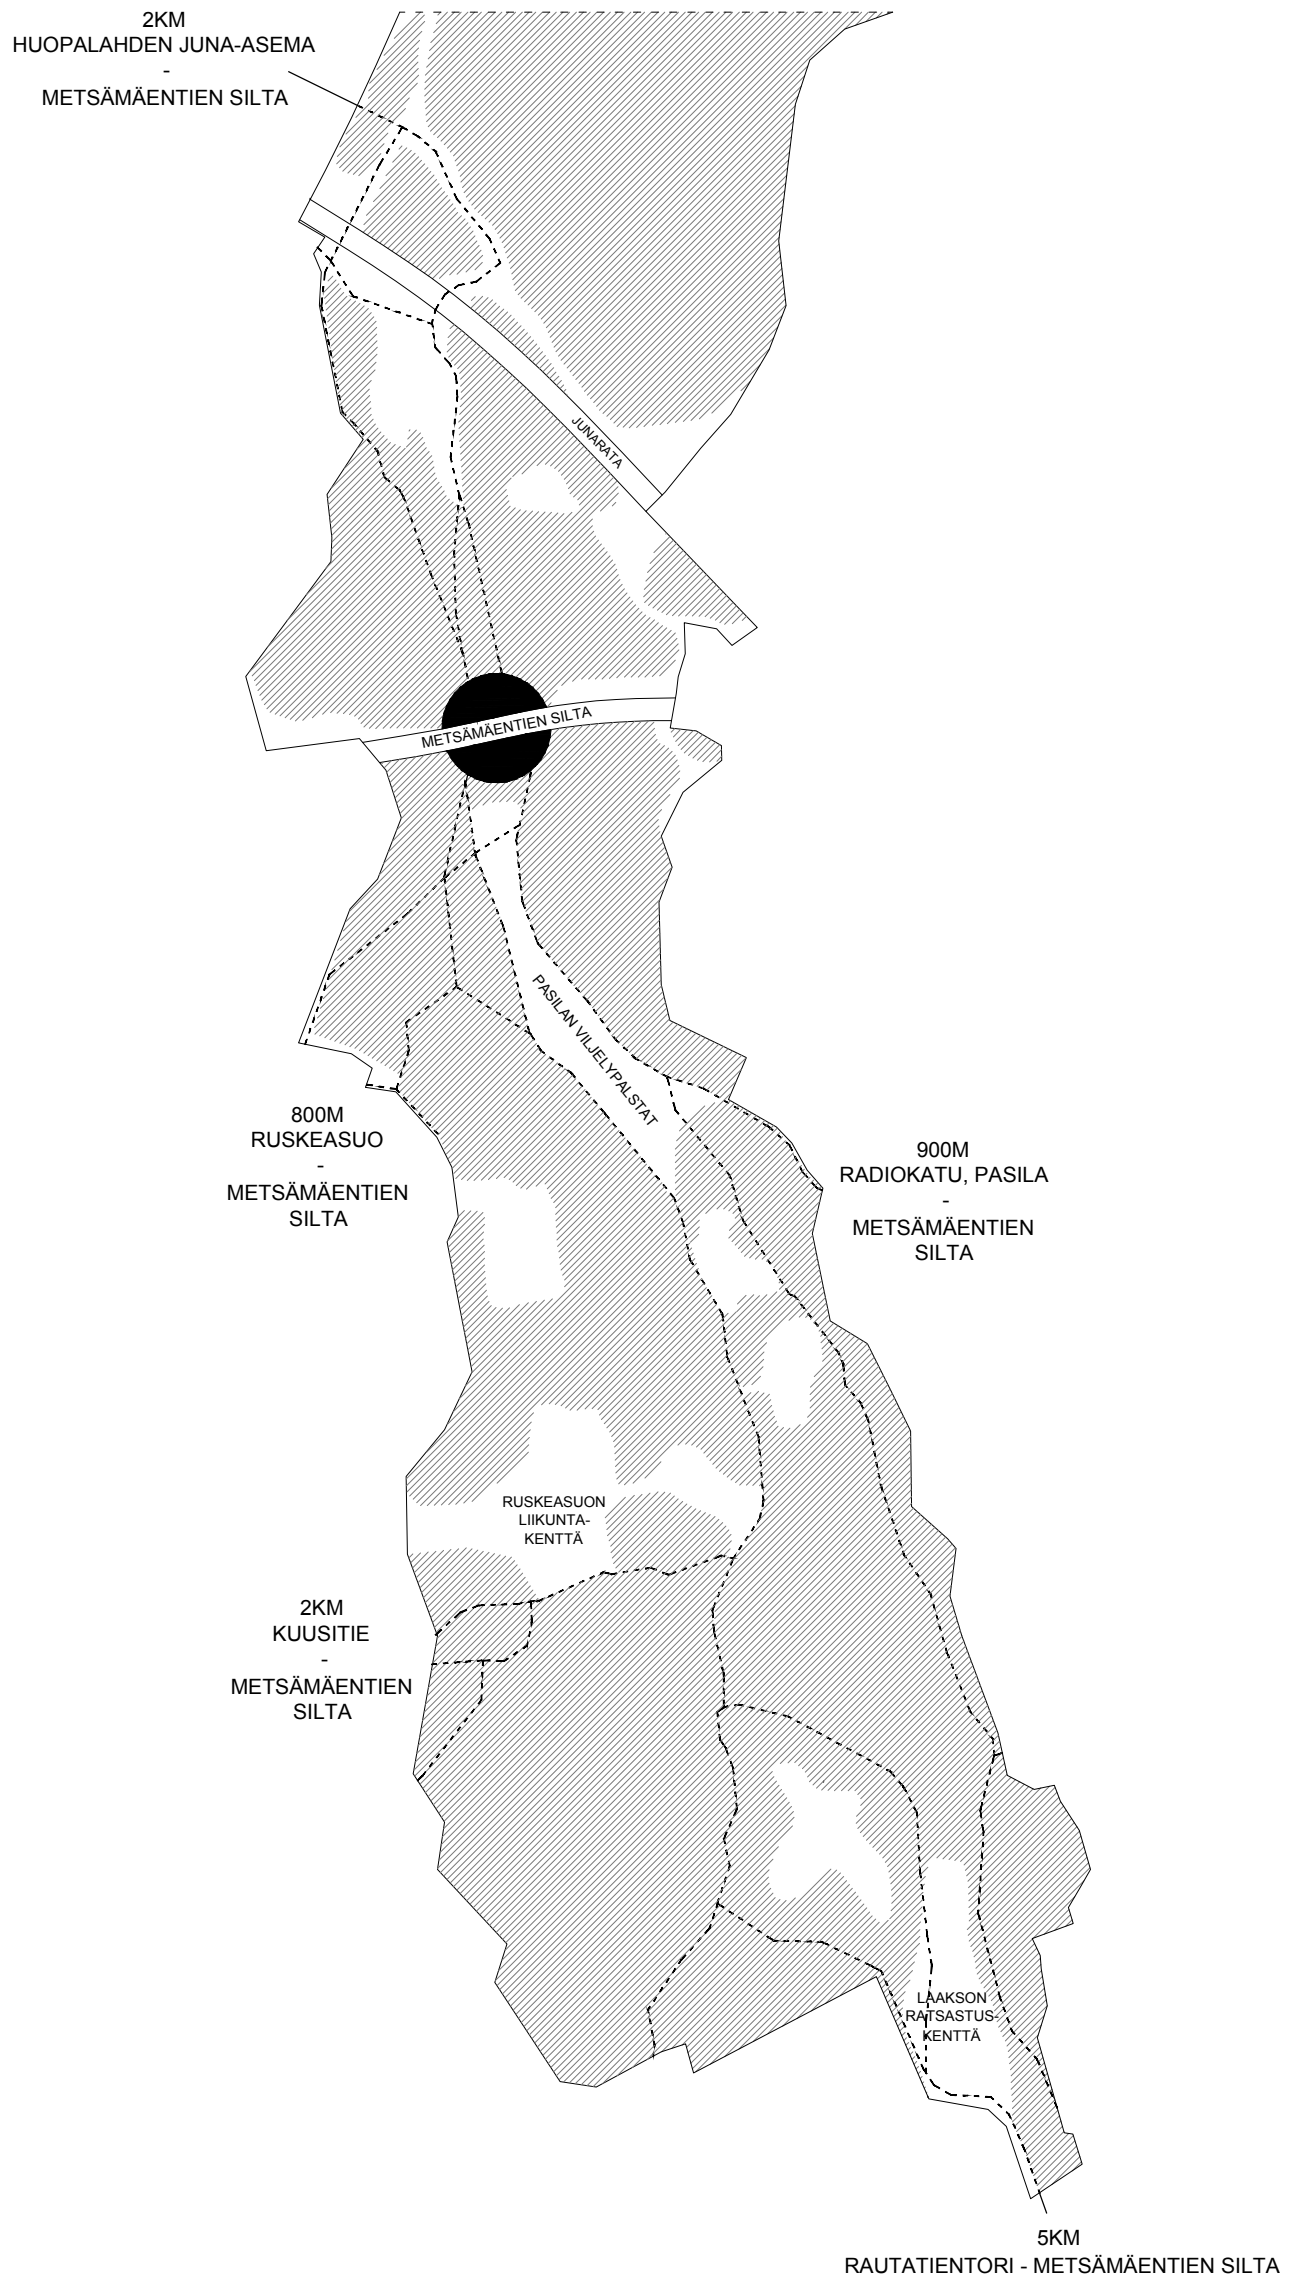 2KM
HUOPALAHDEN JUNA-ASEMA
-
METSÄMÄENTIEN SILTA
JUNARATA
METSÄMÄENTIEN SILTA
PASILAN VILJELYPALSTAT
800M
RUSKEASUO
-
METSÄMÄENTIEN
SILTA
900M
RADIOKATU, PASILA
-
METSÄMÄENTIEN
SILTA
RUSKEASUON
LIIKUNTA-
KENTTÄ
2KM
KUUSITIE
-
METSÄMÄENTIEN
SILTA
LAAKSON
RATSASTUS-
KENTTÄ
5KM
RAUTATIENTORI - METSÄMÄENTIEN SILTA